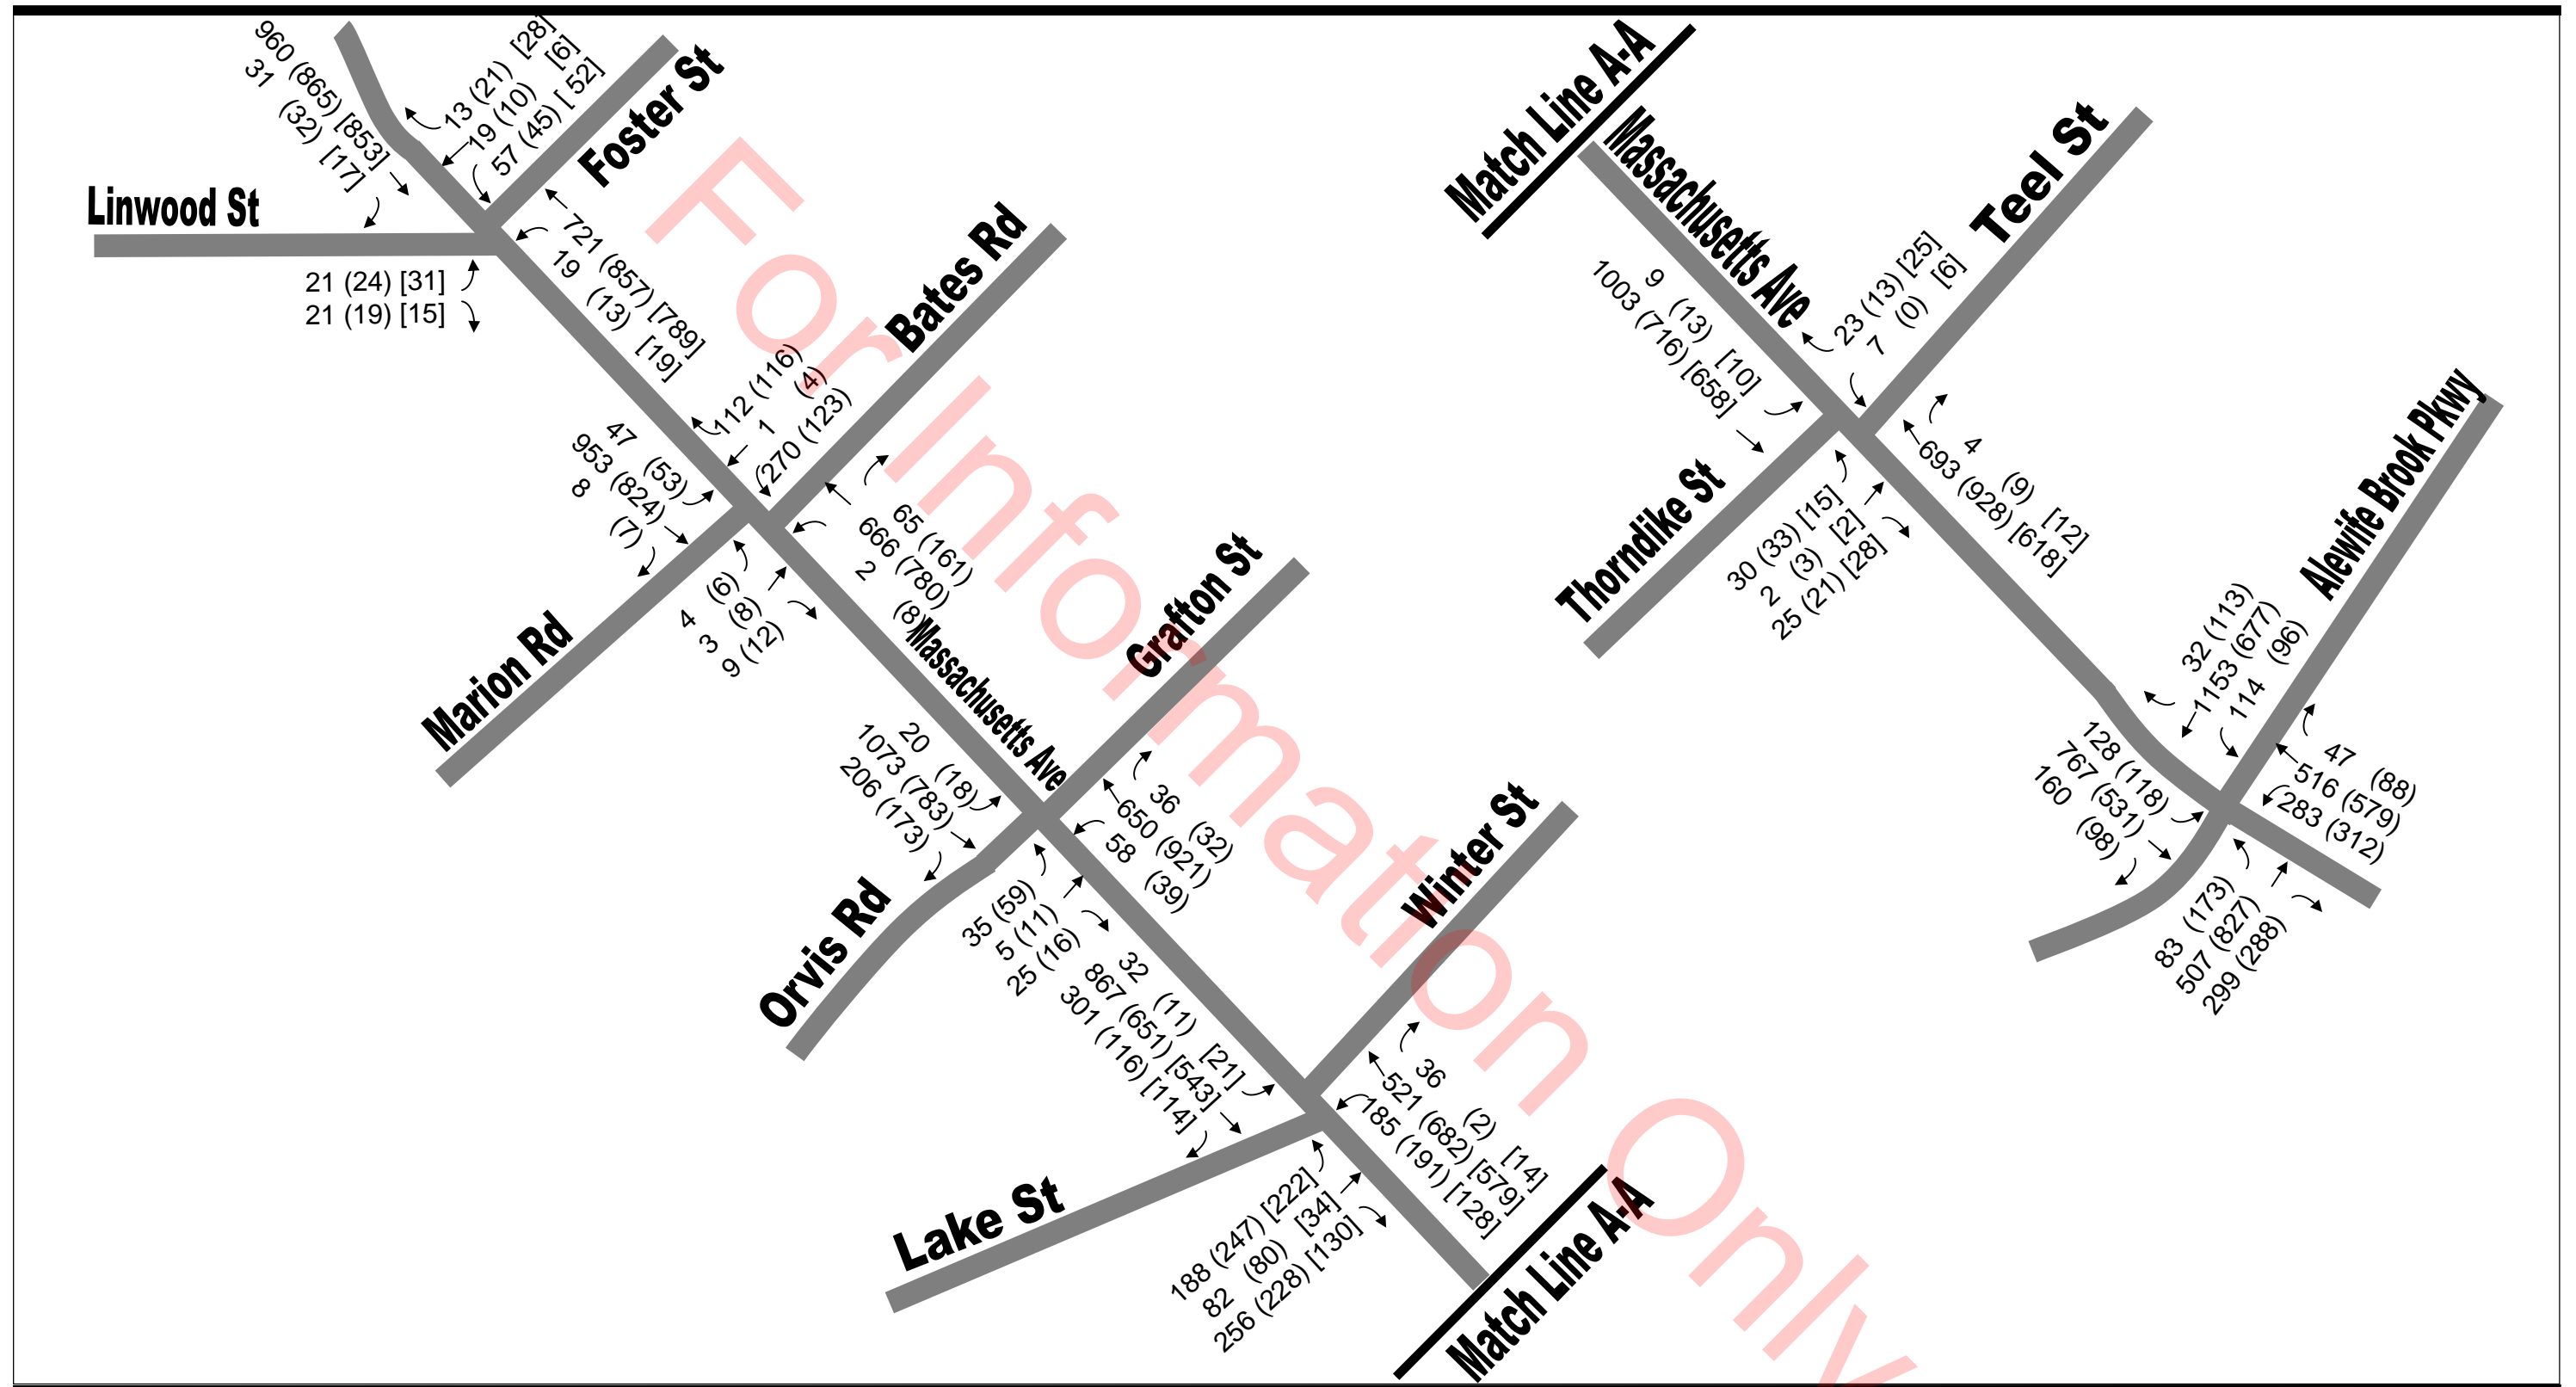 960 (865) [853]
31 (32) [17]
13 (21) [28]
19 (10) [6]
57 (45) [ 52]
Foster St
Linwood St
21 (24) [31]
21 (19) [15]
721 (857) [789]
19 (13) [19]
Bates Rd
112 (116)
1 (4)
270 (123)
47 (53)
953 (824)
8 (7)
65 (161)
666 (780)
2 (8)
4 (6)
3 (8)
9 (12)
Marion Rd
Massachusetts Ave
Grafton St
20 (18)
1073 (783)
206 (173)
36 (32)
650 (921)
58 (39)
35 (59)
5 (11)
25 (16)
Orvis Rd
Winter St
32 (11) [21]
867 (651) [543]
301 (116) [114]
36 (2) [14]
521 (682) [579]
185 (191) [128]
Lake St
188 (247) [222]
82 (80) [34]
256 (228) [130]
Match Line A-A
Match Line A-A
Massachusetts Ave
Teel St
9 (13) [10]
1003 (716) [658]
23 (13) [25]
7 (0) [6]
4 (9) [12]
693 (928) [618]
Thorndike St
30 (33) [15]
2 (3) [2]
25 (21) [28]
Alewife Brook Pkwy
32 (113)
1153 (677)
114 (96)
128 (118)
767 (531)
160 (98)
47 (88)
516 (579)
283 (312)
83 (173)
507 (827)
299 (288)
For Information Only